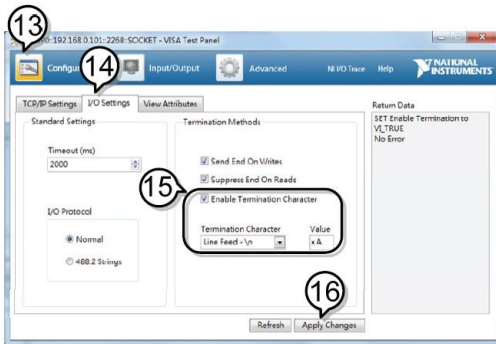 13
0::192.168.0.101::2268::SOCKET - VISA Test Panel
14
Input/Output
Advanced
NI I/O Trace
Help
NATIONAL
INSTRUMENTS
TCP/IP Settings
I/O Settings
View Attributes
Return Data
SET Enable Termination to
VI_TRUE
No Error
Standard Settings
Termination Methods
Timeout (ms)
2000
Send End On Writes
Suppress End On Reads
15
Enable Termination Character
Termination Character
Value
Line Feed - \n
xA
I/O Protocol
Normal
488.2 Strings
16
Refresh
Apply Changes